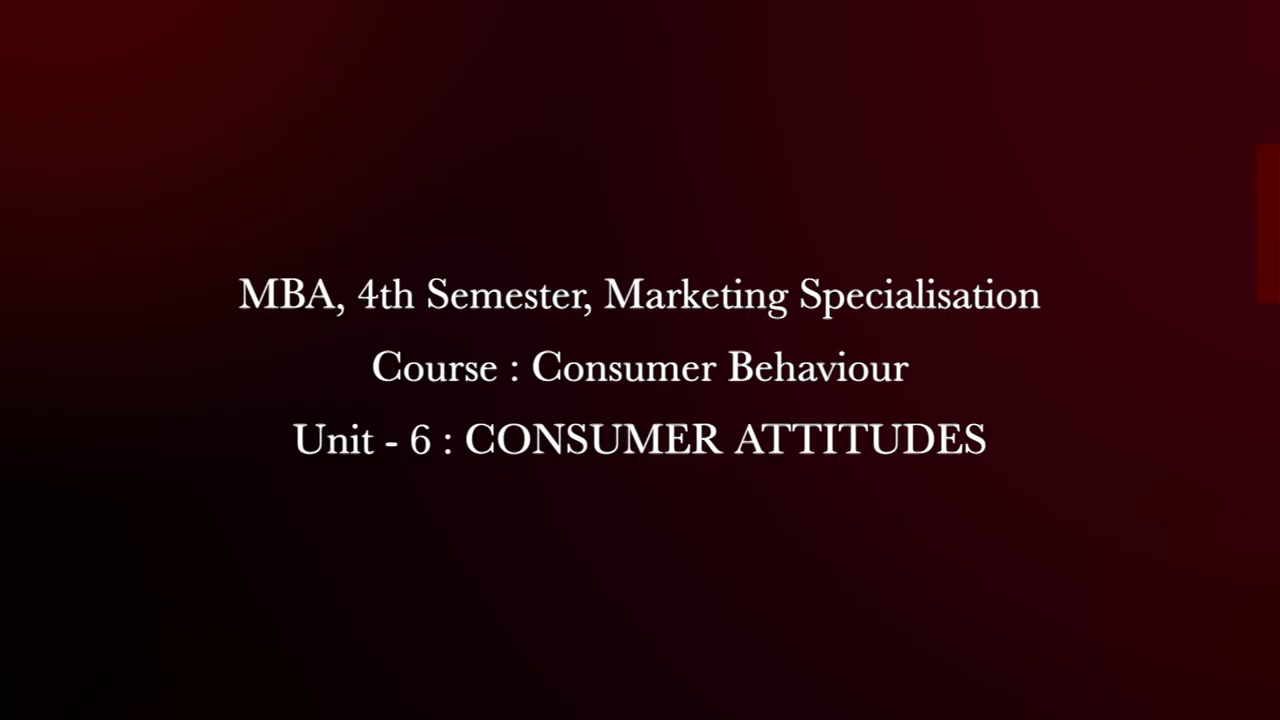 MBA, 4th Semester, Marketing Specialisation
Course : Consumer Behaviour
Unit - 6 : CONSUMER ATTITUDES